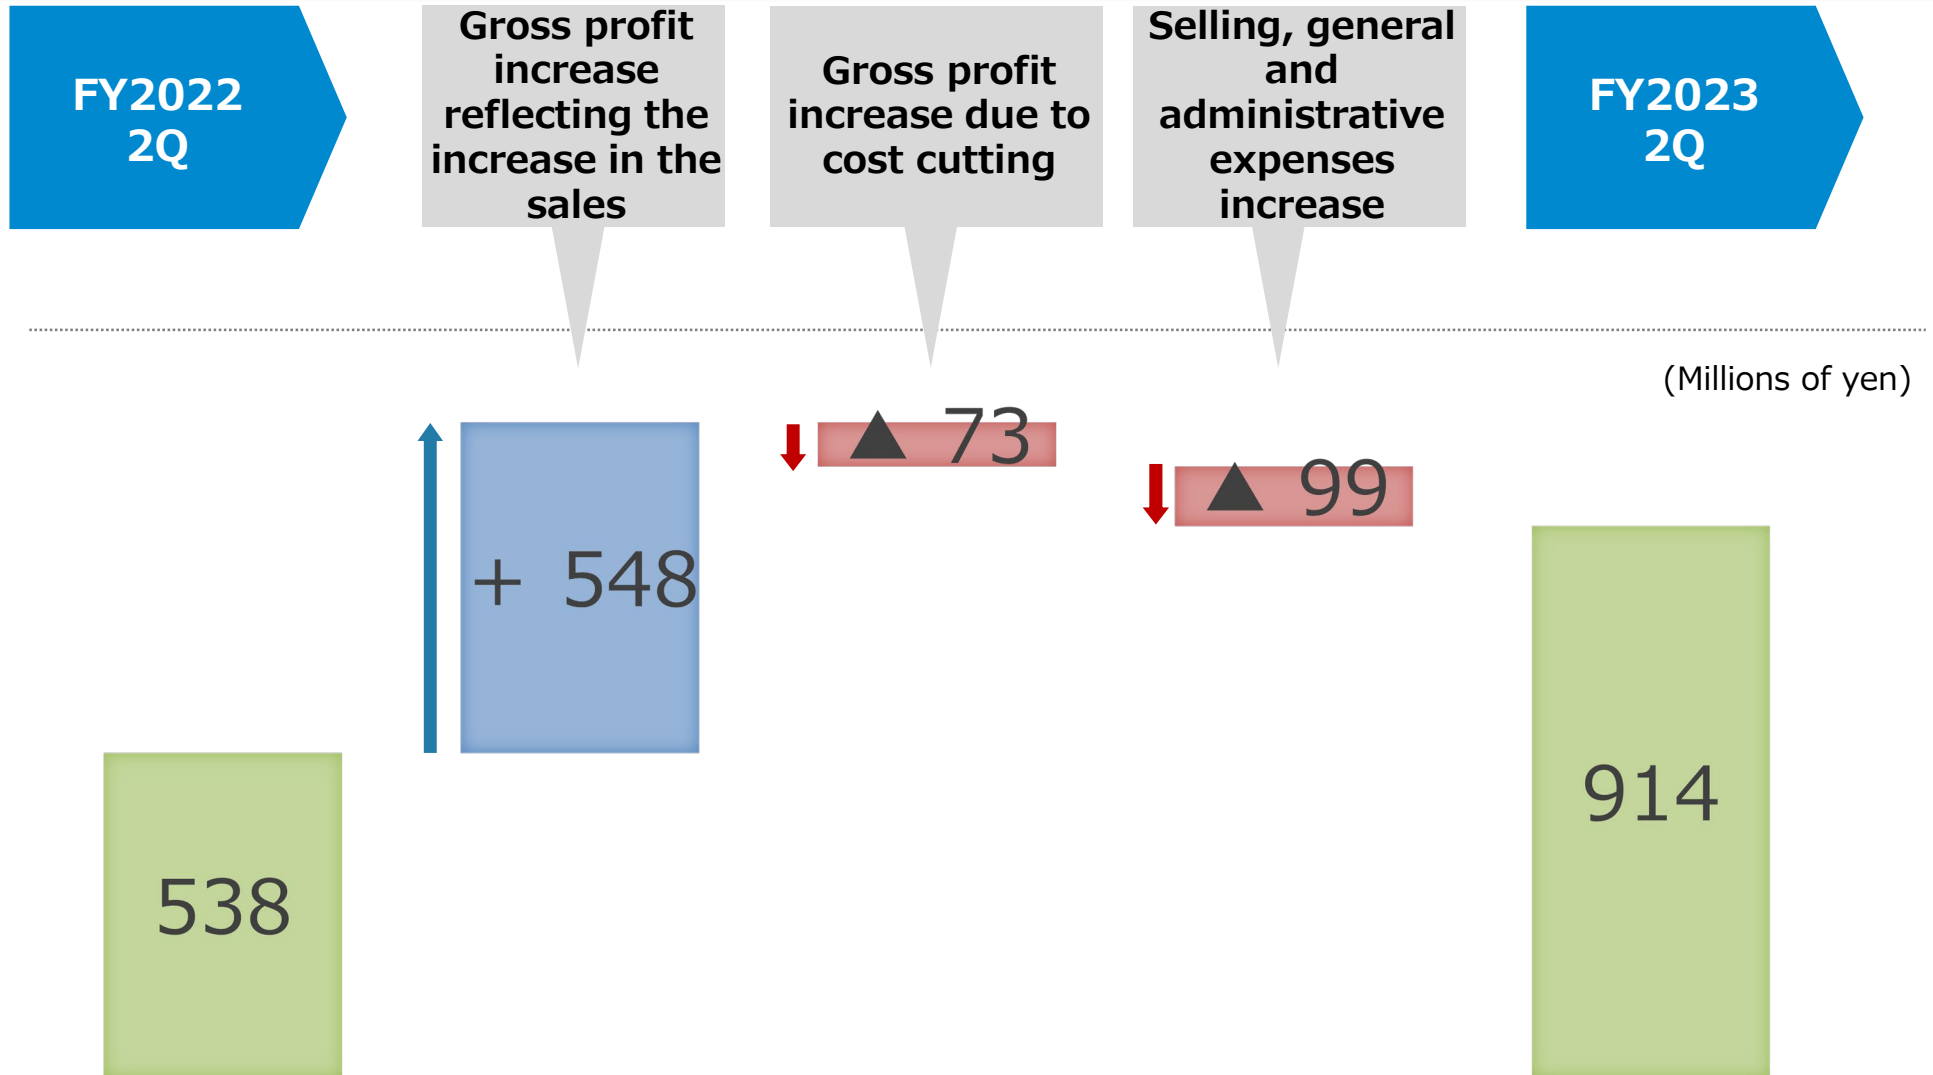 FY2022
2Q
Gross profit
increase
reflecting the
increase in the
sales
Gross profit
increase due to
cost cutting
Selling, general
and
administrative
expenses
increase
FY2023
2Q
(Millions of yen)
538
+ 548
▲ 73
▲ 99
914